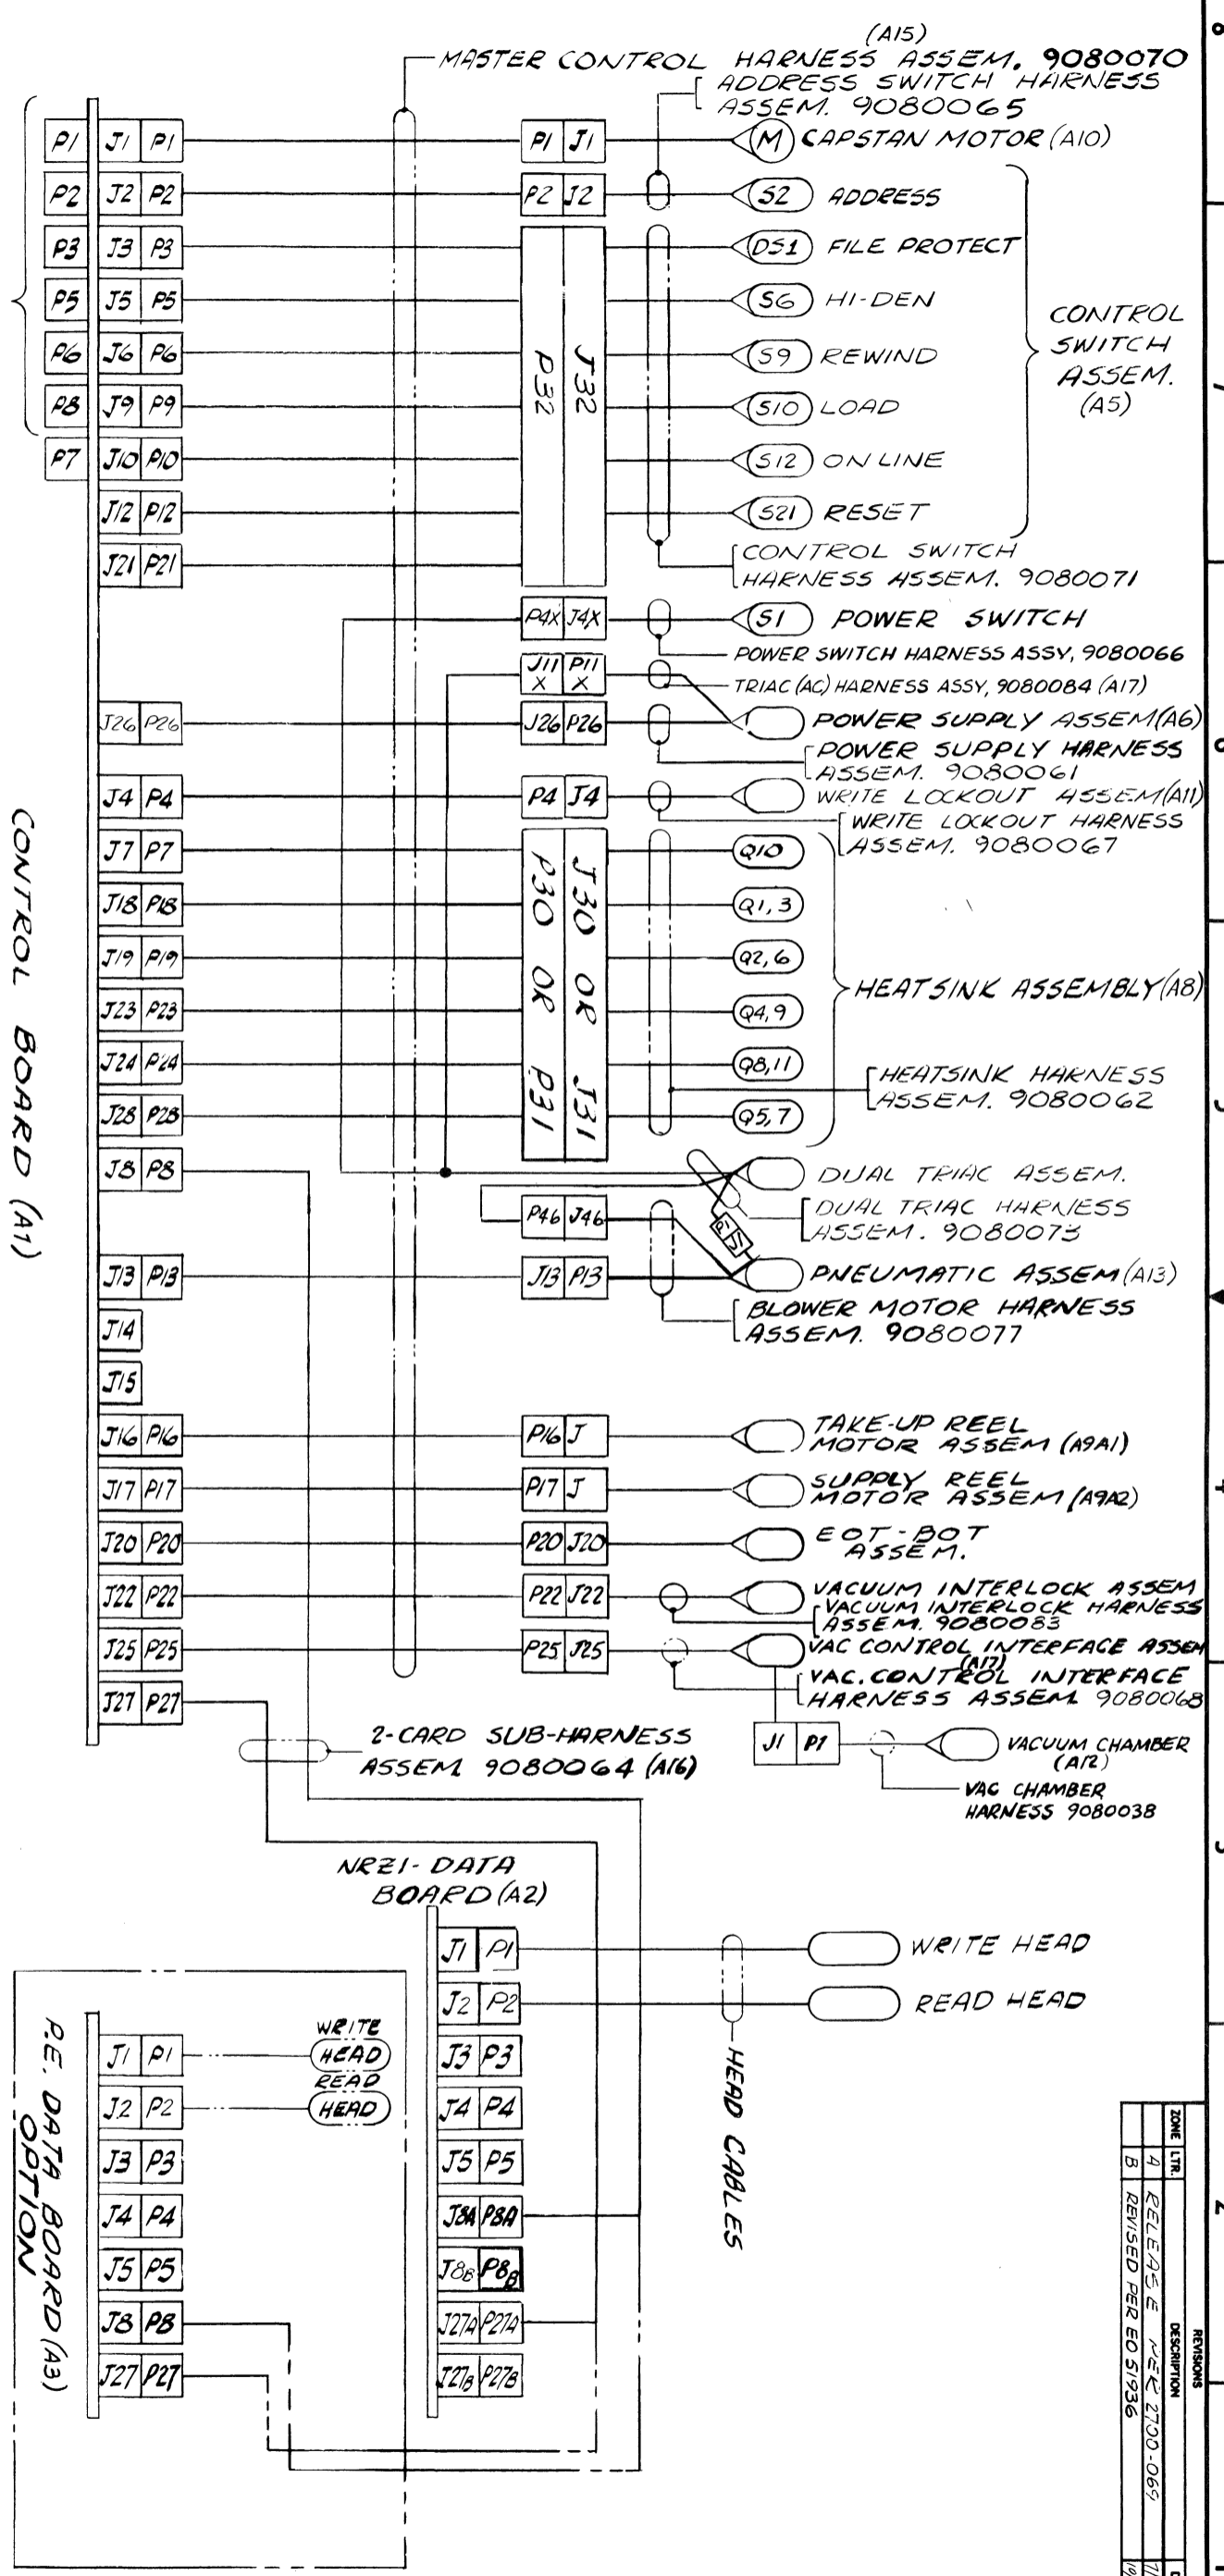 (A15)
MASTER CONTROL HARNESS ASSEM. 9080070
ADDRESS SWITCH HARNESS
ASSEM. 9080065
P1 J1 P1 P1 J1 M CAPSTAN MOTOR (A10)
P2 J2 P2 P2 J2 S2 ADDRESS
P3 J3 P3 DS1 FILE PROTECT
P5 J5 P5 S6 HI-DEN
P6 J6 P6 S9 REWIND
P8 J9 P9 S10 LOAD
P7 J10 P10 S12 ON LINE
J12 P12 S21 RESET
J21 P21
P32 J32
CONTROL
SWITCH
ASSEM.
(A5)
CONTROL SWITCH
HARNESS ASSEM. 9080071
P4X J4X S1 POWER SWITCH
POWER SWITCH HARNESS ASSY, 9080066
J11 X P11 X
TRIAC (AC) HARNESS ASSY, 9080084 (A17)
J26 P26 J26 P26 POWER SUPPLY ASSEM (A6)
POWER SUPPLY HARNESS
ASSEM. 9080061
J4 P4 P4 J4 WRITE LOCKOUT ASSEM (A11)
WRITE LOCKOUT HARNESS
ASSEM. 9080067
J7 P7 Q10
J18 P18 Q1,3
J19 P19 Q2,6
J23 P23 Q4,9
J24 P24 Q8,11
J28 P28 Q5,7
P30 OR P31
J30 OR J31
HEATSINK ASSEMBLY (A8)
HEATSINK HARNESS
ASSEM. 9080062
J8 P8 DUAL TRIAC ASSEM.
DUAL TRIAC HARNESS
ASSEM. 9080073
P46 J46
J13 P13 J13 P13 PNEUMATIC ASSEM (A13)
BLOWER MOTOR HARNESS
ASSEM. 9080077
J14
J15
J16 P16 P16 J TAKE-UP REEL
MOTOR ASSEM (A9A1)
J17 P17 P17 J SUPPLY REEL
MOTOR ASSEM (A9A2)
J20 P20 P20 J20 EOT-BOT
ASSEM.
J22 P22 P22 J22 VACUUM INTERLOCK ASSEM
VACUUM INTERLOCK HARNESS
ASSEM. 9080083
J25 P25 P25 J25 VAC CONTROL INTERFACE ASSEM
(A17)
VAC. CONTROL INTERFACE
HARNESS ASSEM. 9080068
J27 P27
CONTROL BOARD (A1)
J1 P1 VACUUM CHAMBER
(A12)
VAC CHAMBER
HARNESS 9080038
2-CARD SUB-HARNESS
ASSEM 9080064 (A16)
NRZI-DATA
BOARD (A2)
J1 P1 WRITE HEAD
J2 P2 READ HEAD
J3 P3
J4 P4
J5 P5
J8A P8A
J8B P8B
J27A P27A
J27B P27B
HEAD CABLES
J1 P1 WRITE
HEAD
J2 P2 READ
HEAD
J3 P3
J4 P4
J5 P5
J8 P8
J27 P27
P.E. DATA BOARD (A3)
OPTION
REVISIONS
ZONE LTR. DESCRIPTION
A RELEASE
B REVISED PER EO 51936